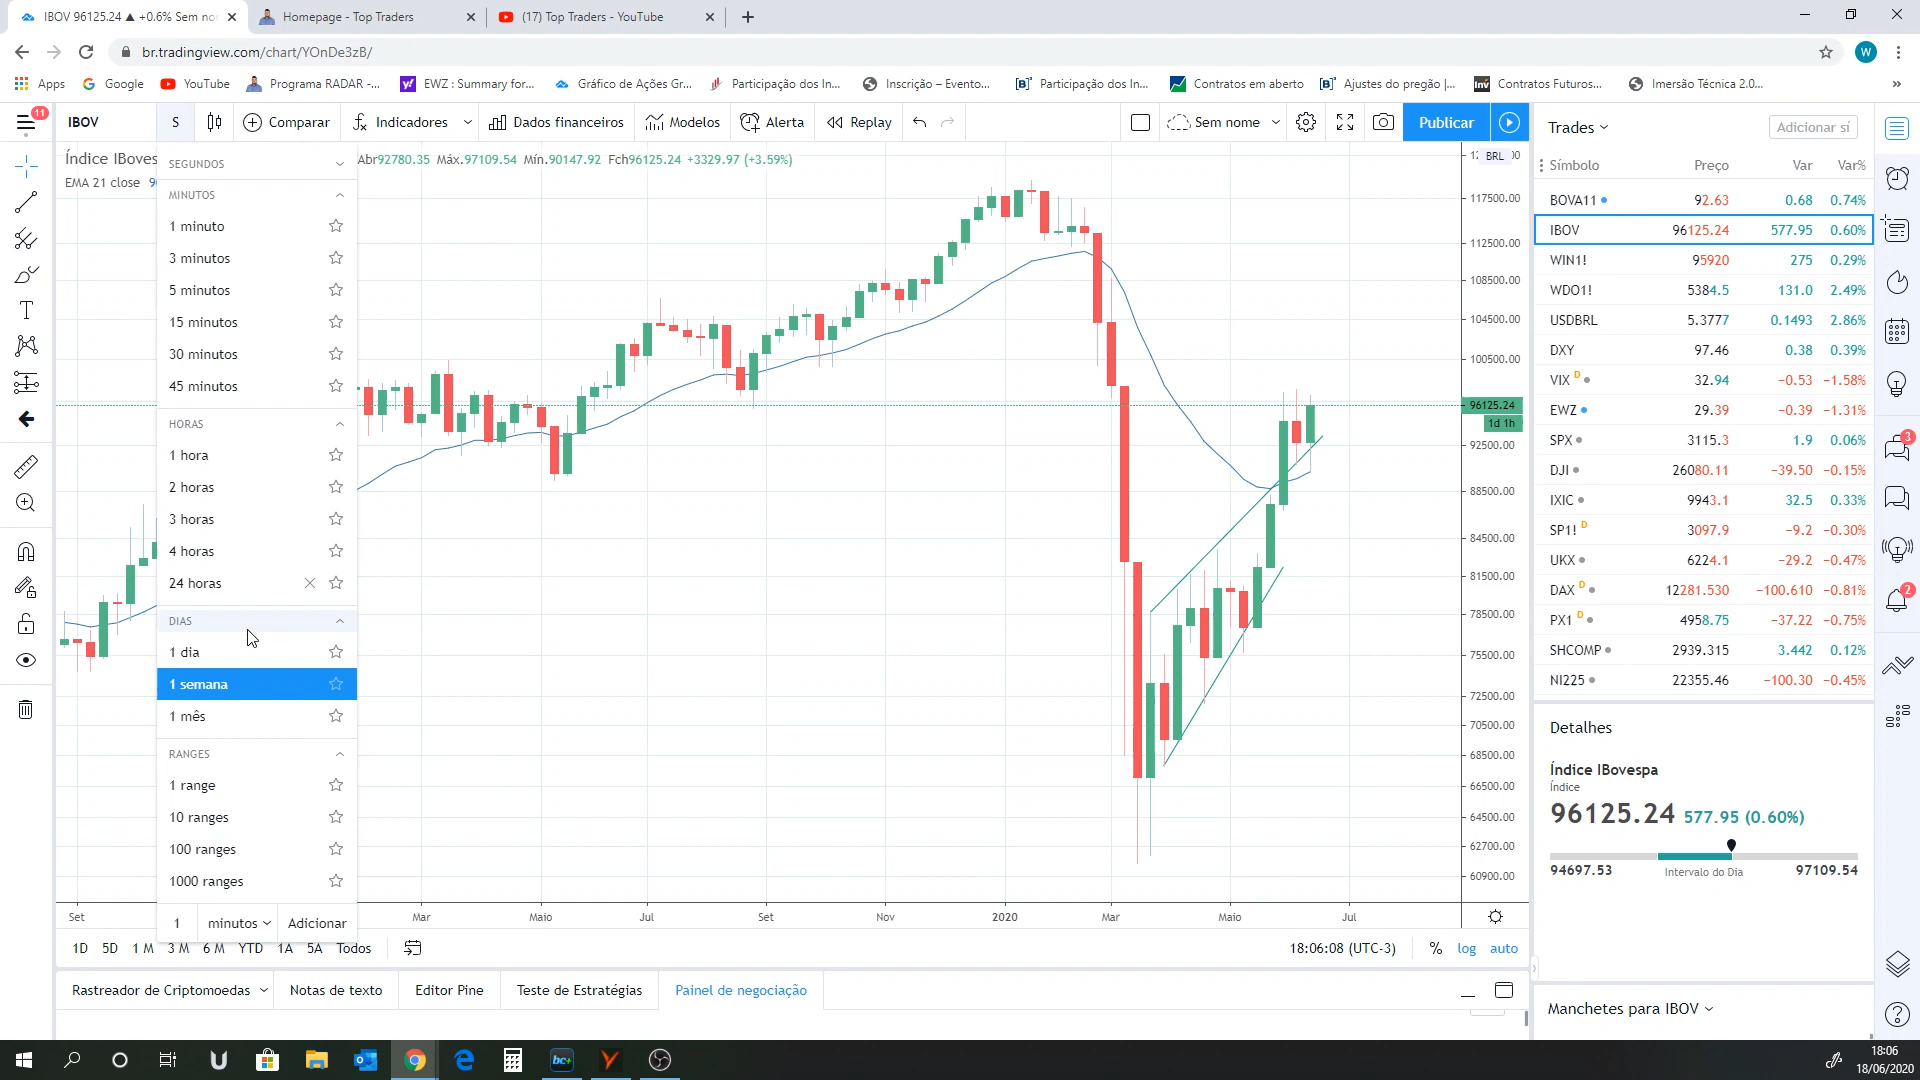 IBOV 96125.24 ▲ +0.6% Sem no
Homepage - Top Traders
(17) Top Traders - YouTube
br.tradingview.com/chart/YOnDe3zB/
W
Apps
Google
YouTube
Programa RADAR -...
EWZ : Summary for...
Gráfico de Ações Gr...
Participação dos In...
Inscrição – Evento...
Participação dos In...
Contratos em aberto
Ajustes do pregão |...
Contratos Futuros...
Imersão Técnica 2.0...
»
11
IBOV
S
Comparar
Indicadores
Dados financeiros
Modelos
Alerta
Replay
Sem nome
Publicar
Índice IBoves
Abr92780.35 Máx.97109.54 Mín.90147.92 Fch96125.24 +3329.97 (+3.59%)
EMA 21 close
SEGUNDOS
MINUTOS
1 minuto
3 minutos
5 minutos
15 minutos
30 minutos
45 minutos
HORAS
1 hora
2 horas
3 horas
4 horas
24 horas
DIAS
1 dia
1 semana
1 mês
RANGES
1 range
10 ranges
100 ranges
1000 ranges
1 minutos Adicionar
BRL
117500.00
112500.00
108500.00
104500.00
100500.00
96125.24
1d 1h
92500.00
88500.00
84500.00
81500.00
78500.00
75500.00
72500.00
70500.00
68500.00
66500.00
64500.00
62700.00
60900.00
Set
Mar
Maio
Jul
Set
Nov
2020
Mar
Maio
Jul
1D 5D 1 M 3 M 6 M YTD 1A 5A Todos
18:06:08 (UTC-3)
% log auto
Rastreador de Criptomoedas
Notas de texto
Editor Pine
Teste de Estratégias
Painel de negociação
Trades
Adicionar sí
Símbolo Preço Var Var%
BOVA11 92.63 0.68 0.74%
IBOV 96125.24 577.95 0.60%
WIN1! 95920 275 0.29%
WDO1! 5384.5 131.0 2.49%
USDBRL 5.3777 0.1493 2.86%
DXY 97.46 0.38 0.39%
VIX D 32.94 −0.53 −1.58%
EWZ 29.39 −0.39 −1.31%
SPX 3115.3 1.9 0.06%
DJI 26080.11 −39.50 −0.15%
IXIC 9943.1 32.5 0.33%
SP1! D 3097.9 −9.2 −0.30%
UKX 6224.1 −29.2 −0.47%
DAX D 12281.530 −100.610 −0.81%
PX1 D 4958.75 −37.22 −0.75%
SHCOMP 2939.315 3.442 0.12%
NI225 22355.46 −100.30 −0.45%
Detalhes
Índice IBovespa
Índice
96125.24 577.95 (0.60%)
94697.53 Intervalo do Dia 97109.54
Manchetes para IBOV
3
2
18:06
18/06/2020